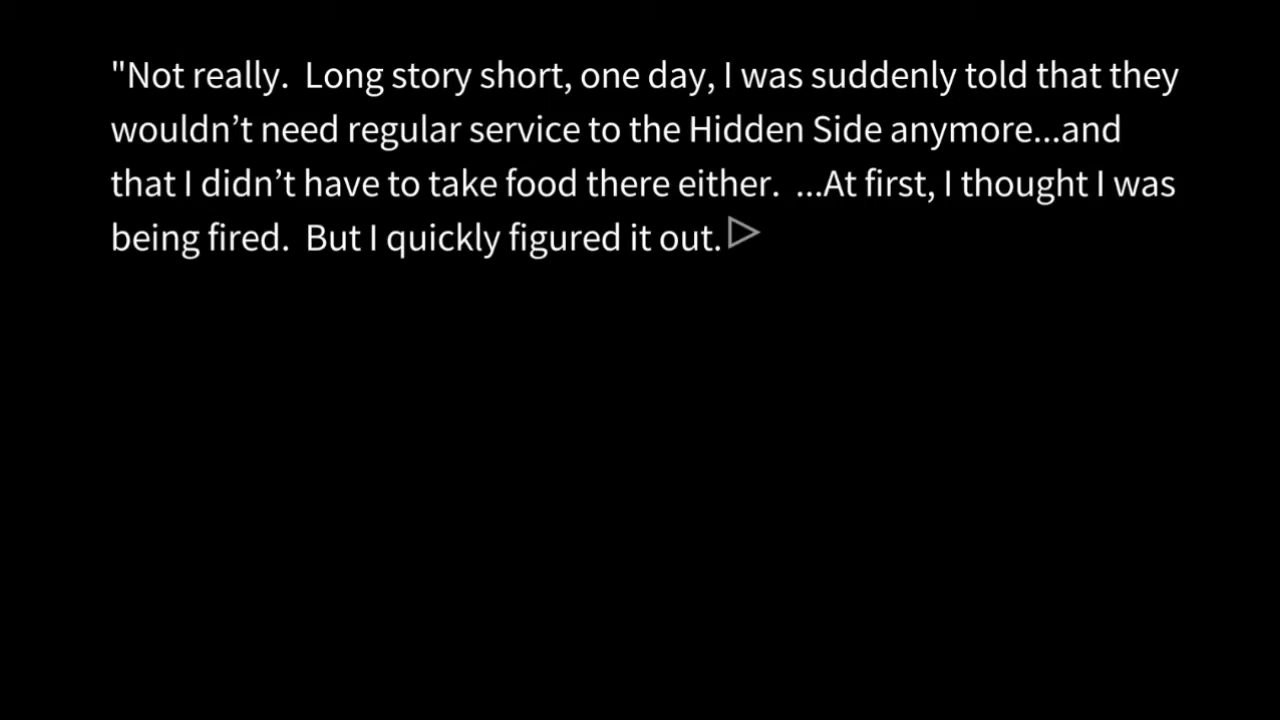 "Not really.  Long story short, one day, I was suddenly told that they
wouldn’t need regular service to the Hidden Side anymore...and
that I didn’t have to take food there either.  ...At first, I thought I was
being fired.  But I quickly figured it out.